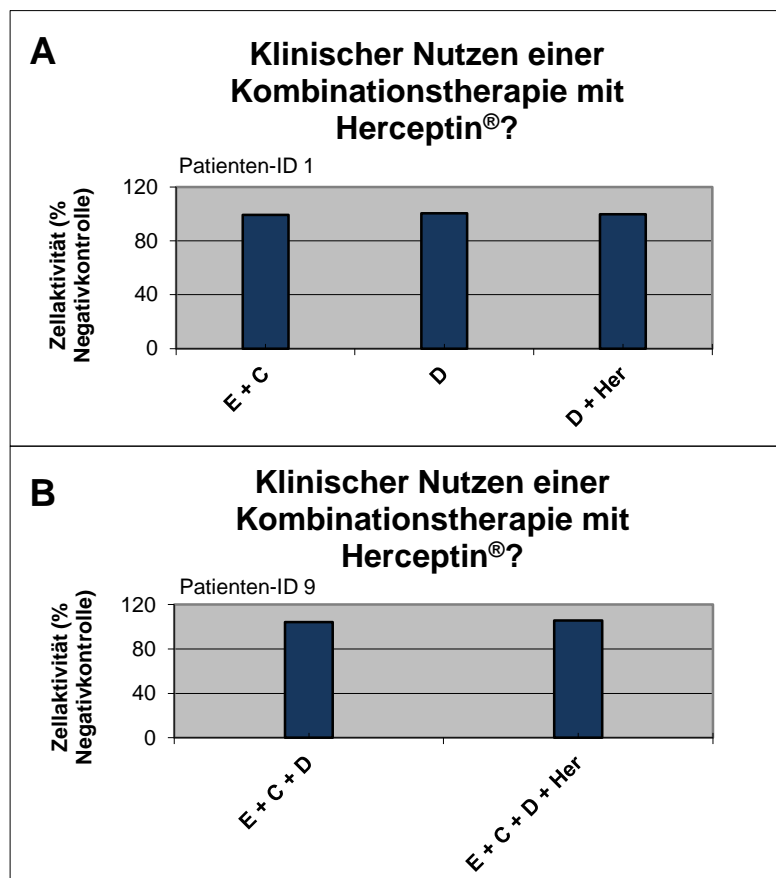 A
Klinischer Nutzen einer
Kombinationstherapie mit
Herceptin®?
Patienten-ID 1
Zellaktivität (%
Negativkontrolle)
120
80
40
0
E + C
D
D + Her
B
Klinischer Nutzen einer
Kombinationstherapie mit
Herceptin®?
Patienten-ID 9
Zellaktivität (%
Negativkontrolle)
120
80
40
0
E + C + D
E + C + D + Her